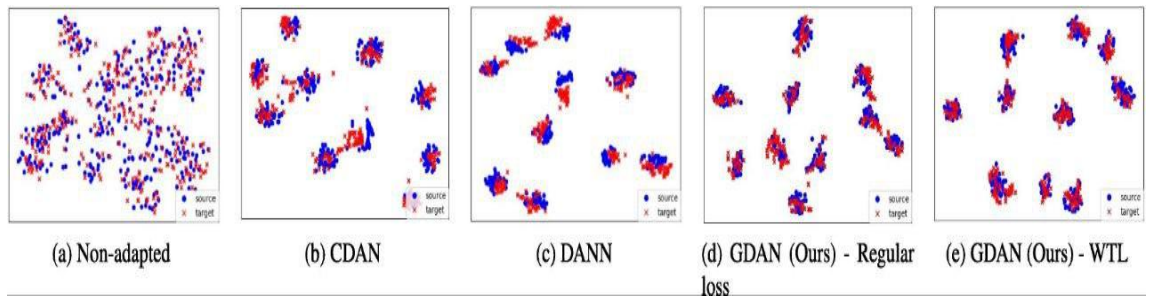 source
target
source
target
source
target
source
target
source
target
(a) Non-adapted
(b) CDAN
(c) DANN
(d) GDAN (Ours) - Regular
loss
(e) GDAN (Ours) - WTL